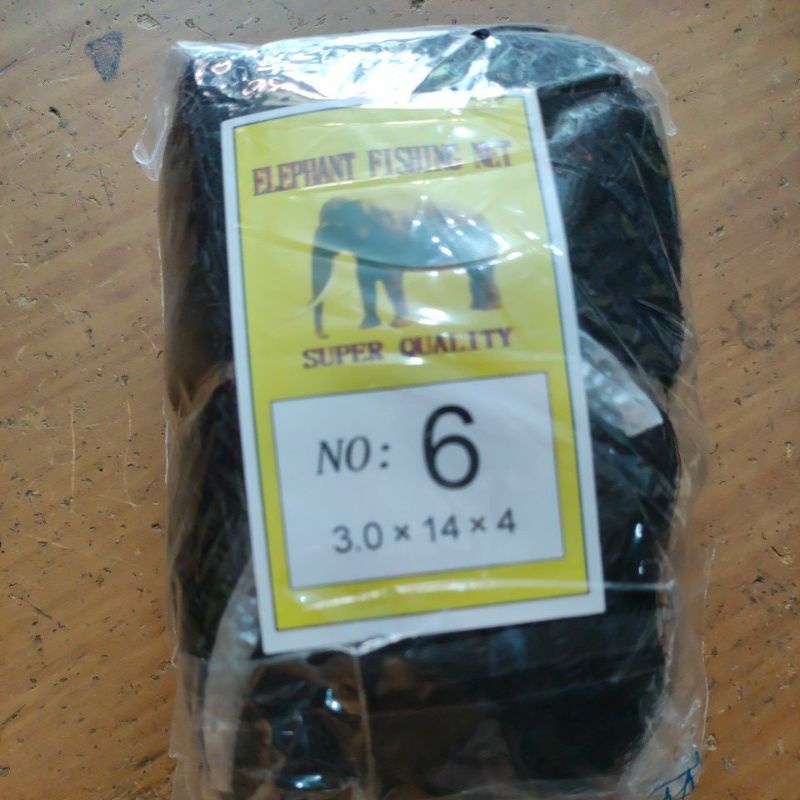 ELEPHANT FISHING NET
SUPER QUALITY
NO: 6
3.0 × 14 × 4